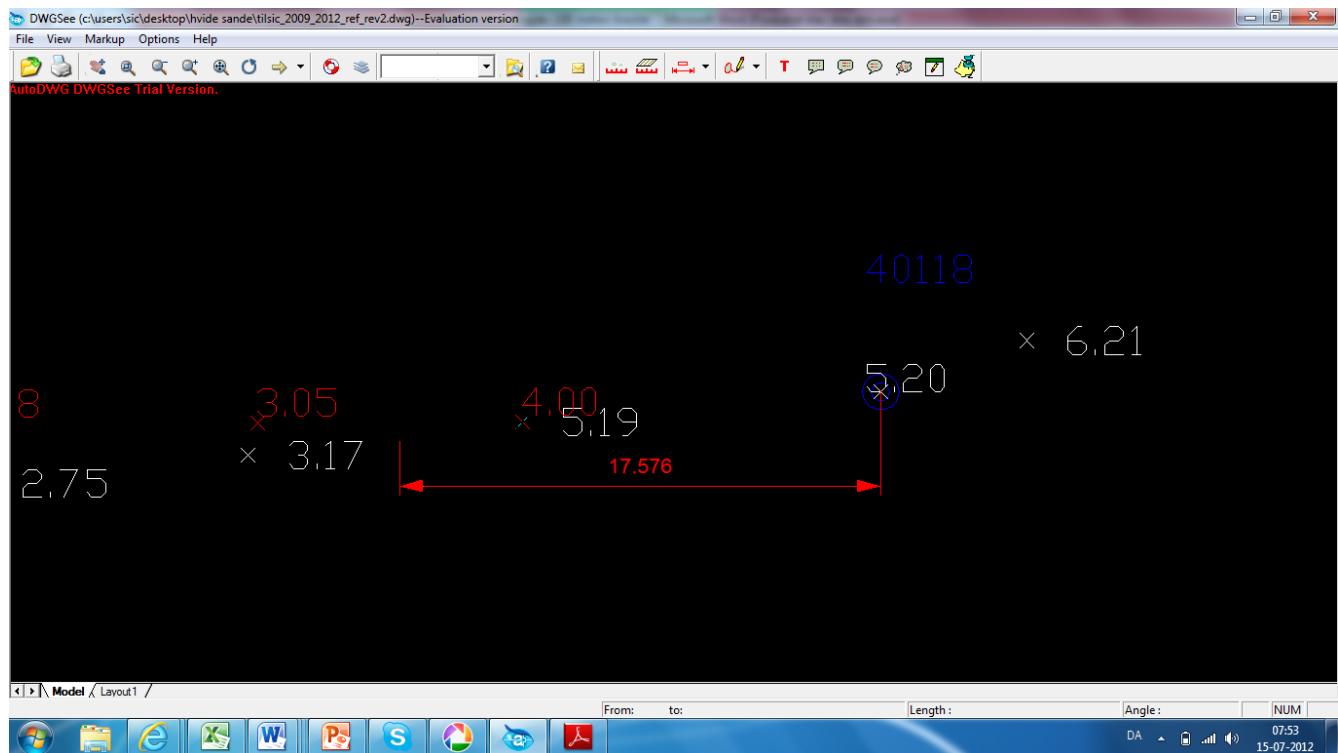 DWGSee (c:\users\sic\desktop\hvide sande\tilsic_2009_2012_ref_rev2.dwg)--Evaluation version
File View Markup Options Help
T
AutoDWG DWGSee Trial Version.
40118
6.21
5.20
8 3.05 4.00
5.19
3.17
2.75
17.576
Model Layout1
From: to: Length : Angle : NUM
DA 07:53
15-07-2012